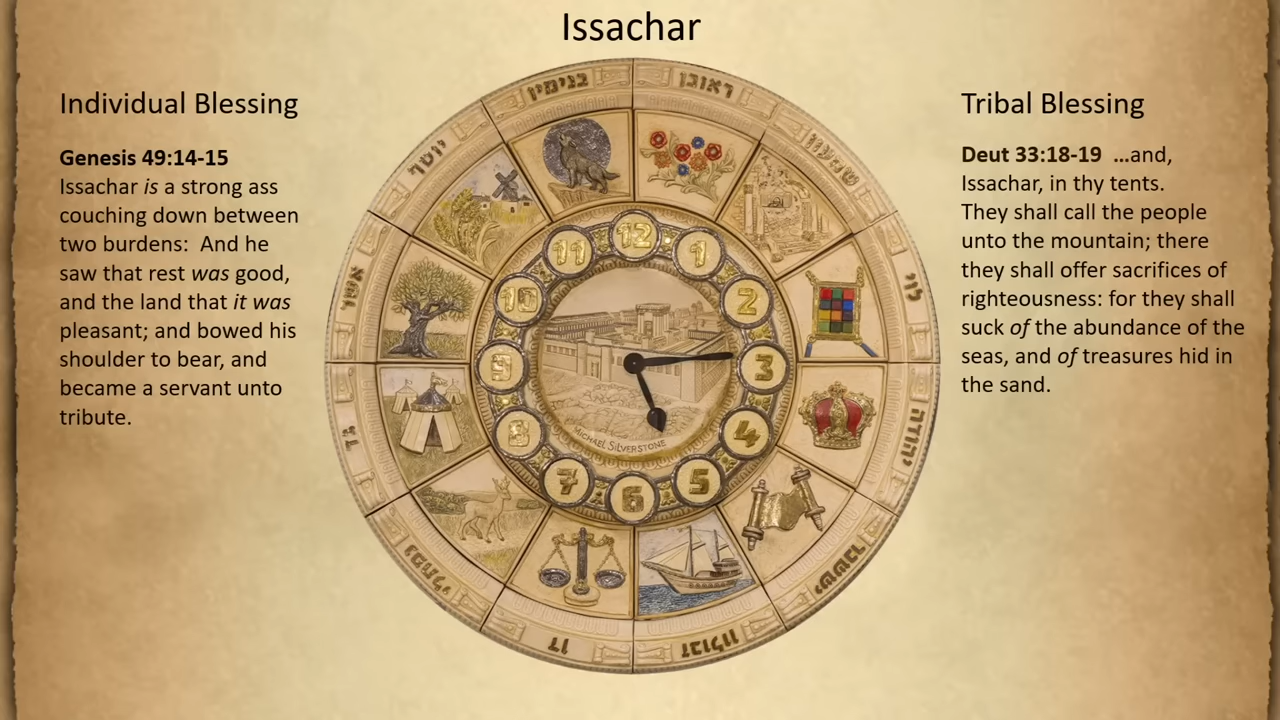 Issachar
Individual Blessing
Genesis 49:14-15
Issachar is a strong ass
couching down between
two burdens:  And he
saw that rest was good,
and the land that it was
pleasant; and bowed his
shoulder to bear, and
became a servant unto
tribute.
בנימין
ראובן
שמעון
לוי
יהודה
יששכר
זבולון
דן
נפתלי
גד
אשר
יוסף
12
1
2
3
4
5
6
7
8
9
10
11
MICHAEL SILVERSTONE
Tribal Blessing
Deut 33:18-19  …and,
Issachar, in thy tents.
They shall call the people
unto the mountain; there
they shall offer sacrifices of
righteousness: for they shall
suck of the abundance of the
seas, and of treasures hid in
the sand.